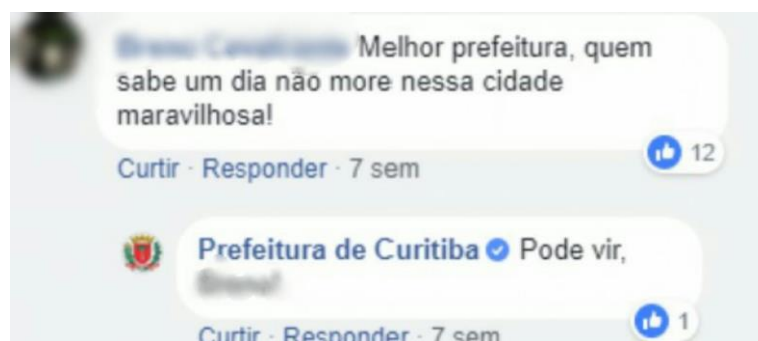 Melhor prefeitura, quem
sabe um dia não more nessa cidade
maravilhosa!
12
Curtir · Responder · 7 sem
Prefeitura de Curitiba Pode vir,
1
Curtir · Responder · 7 sem